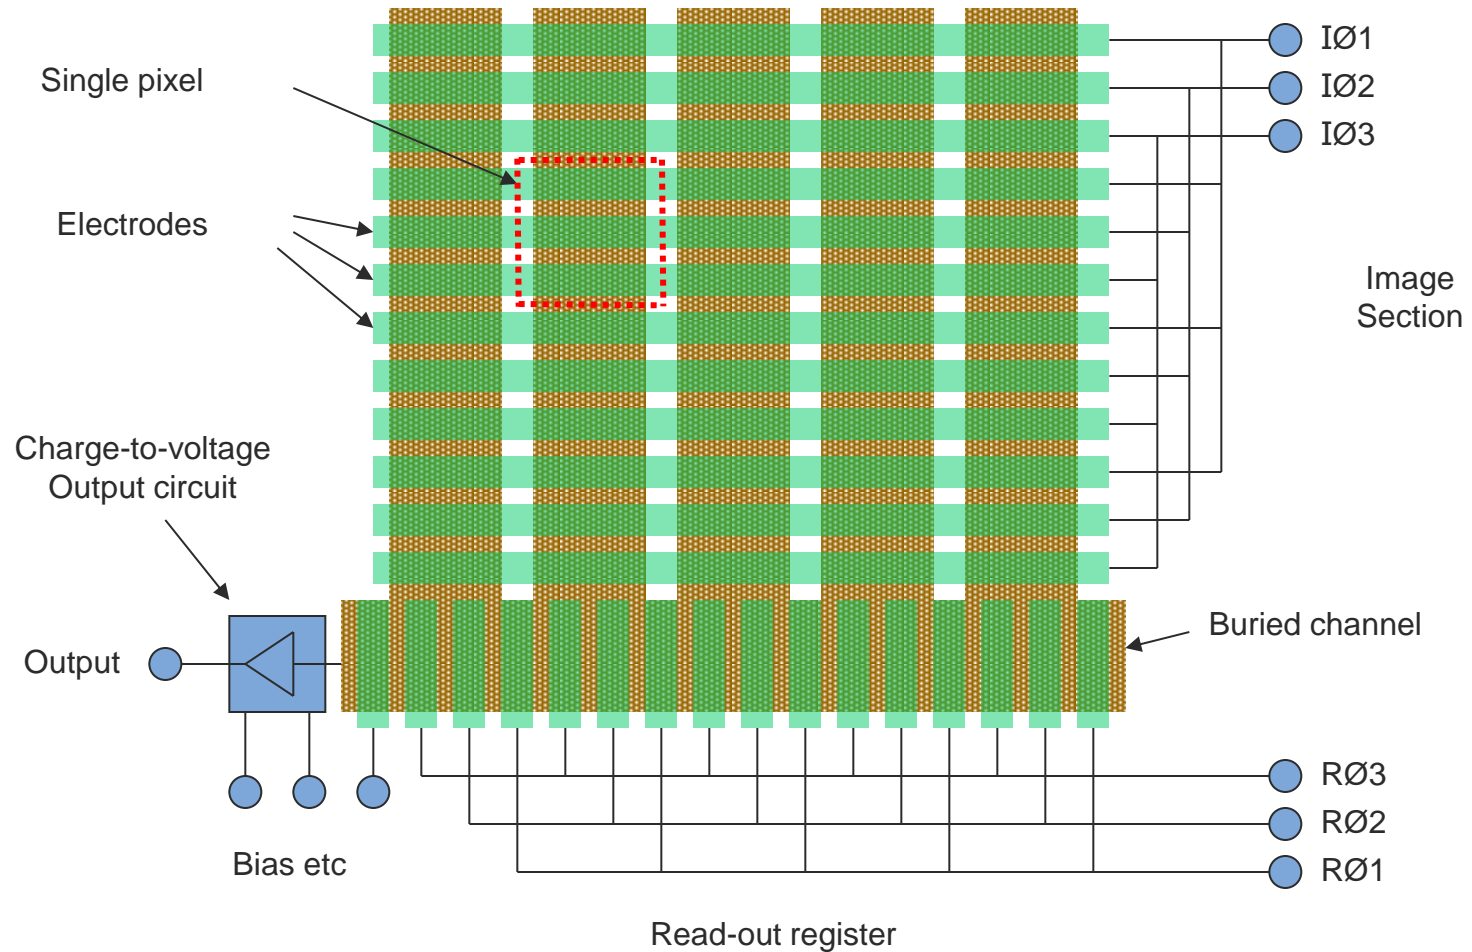 IØ1
Single pixel
IØ2
IØ3
Electrodes
Image
Section
Charge-to-voltage
Output circuit
Buried channel
Output
RØ3
RØ2
Bias etc
RØ1
Read-out register